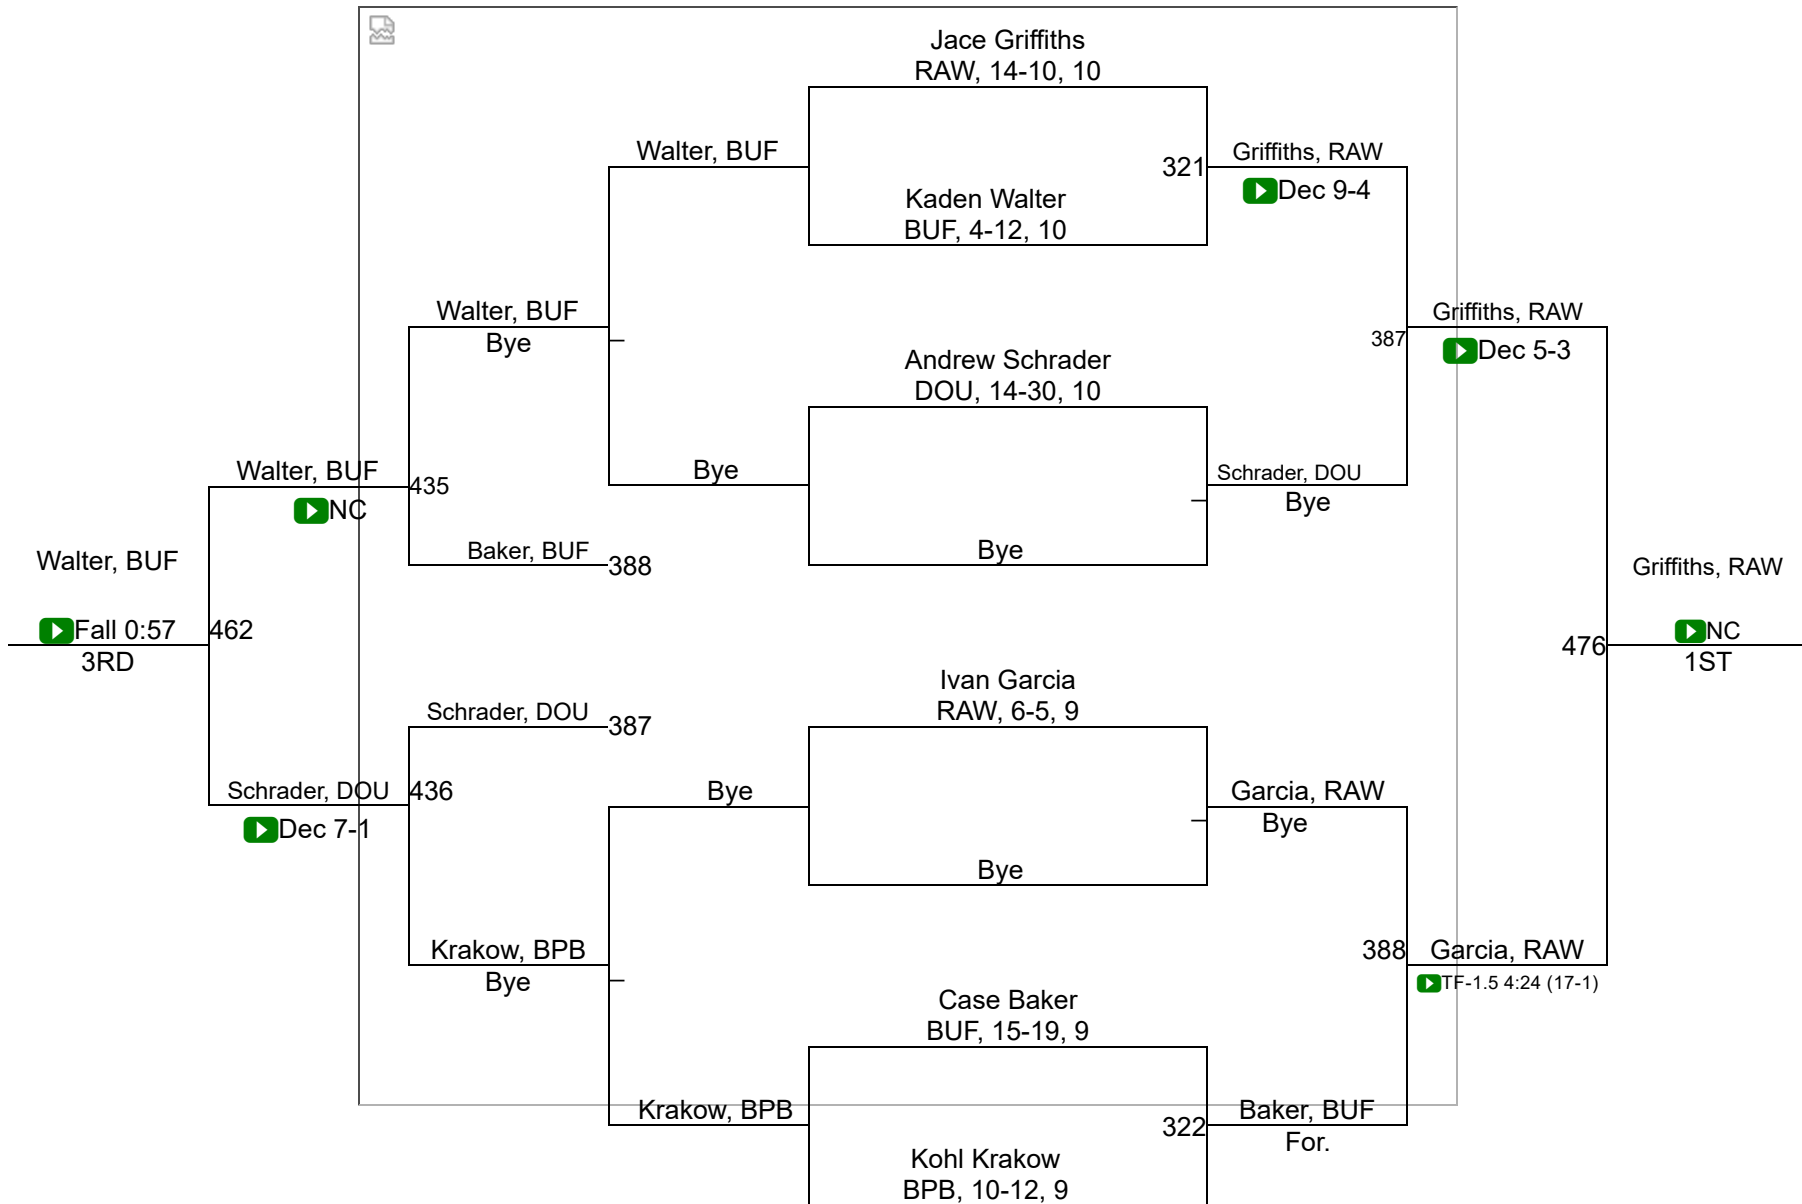 Jace Griffiths
RAW, 14-10, 10
Walter, BUF
321
Griffiths, RAW
Dec 9-4
Kaden Walter
BUF, 4-12, 10
Walter, BUF
Bye
Griffiths, RAW
387
Dec 5-3
Andrew Schrader
DOU, 14-30, 10
Walter, BUF
435
NC
Bye
Schrader, DOU
Bye
Baker, BUF
388
Bye
Walter, BUF
Griffiths, RAW
Fall 0:57
462
3RD
476
NC
1ST
Ivan Garcia
RAW, 6-5, 9
Schrader, DOU
387
Schrader, DOU
436
Dec 7-1
Bye
Garcia, RAW
Bye
Bye
Krakow, BPB
Bye
388
Garcia, RAW
TF-1.5 4:24 (17-1)
Case Baker
BUF, 15-19, 9
Krakow, BPB
322
Baker, BUF
For.
Kohl Krakow
BPB, 10-12, 9